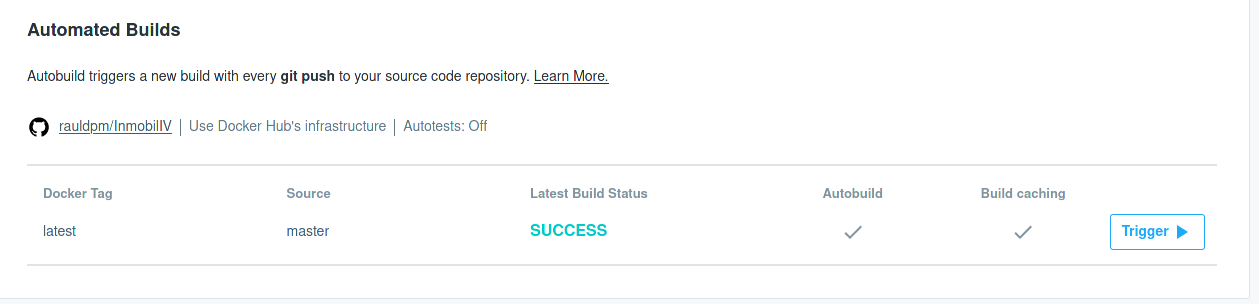 Automated Builds
Autobuild triggers a new build with every git push to your source code repository. Learn More.
rauldpm/InmobilIV | Use Docker Hub's infrastructure | Autotests: Off
Docker Tag Source Latest Build Status Autobuild Build caching
latest master SUCCESS Trigger